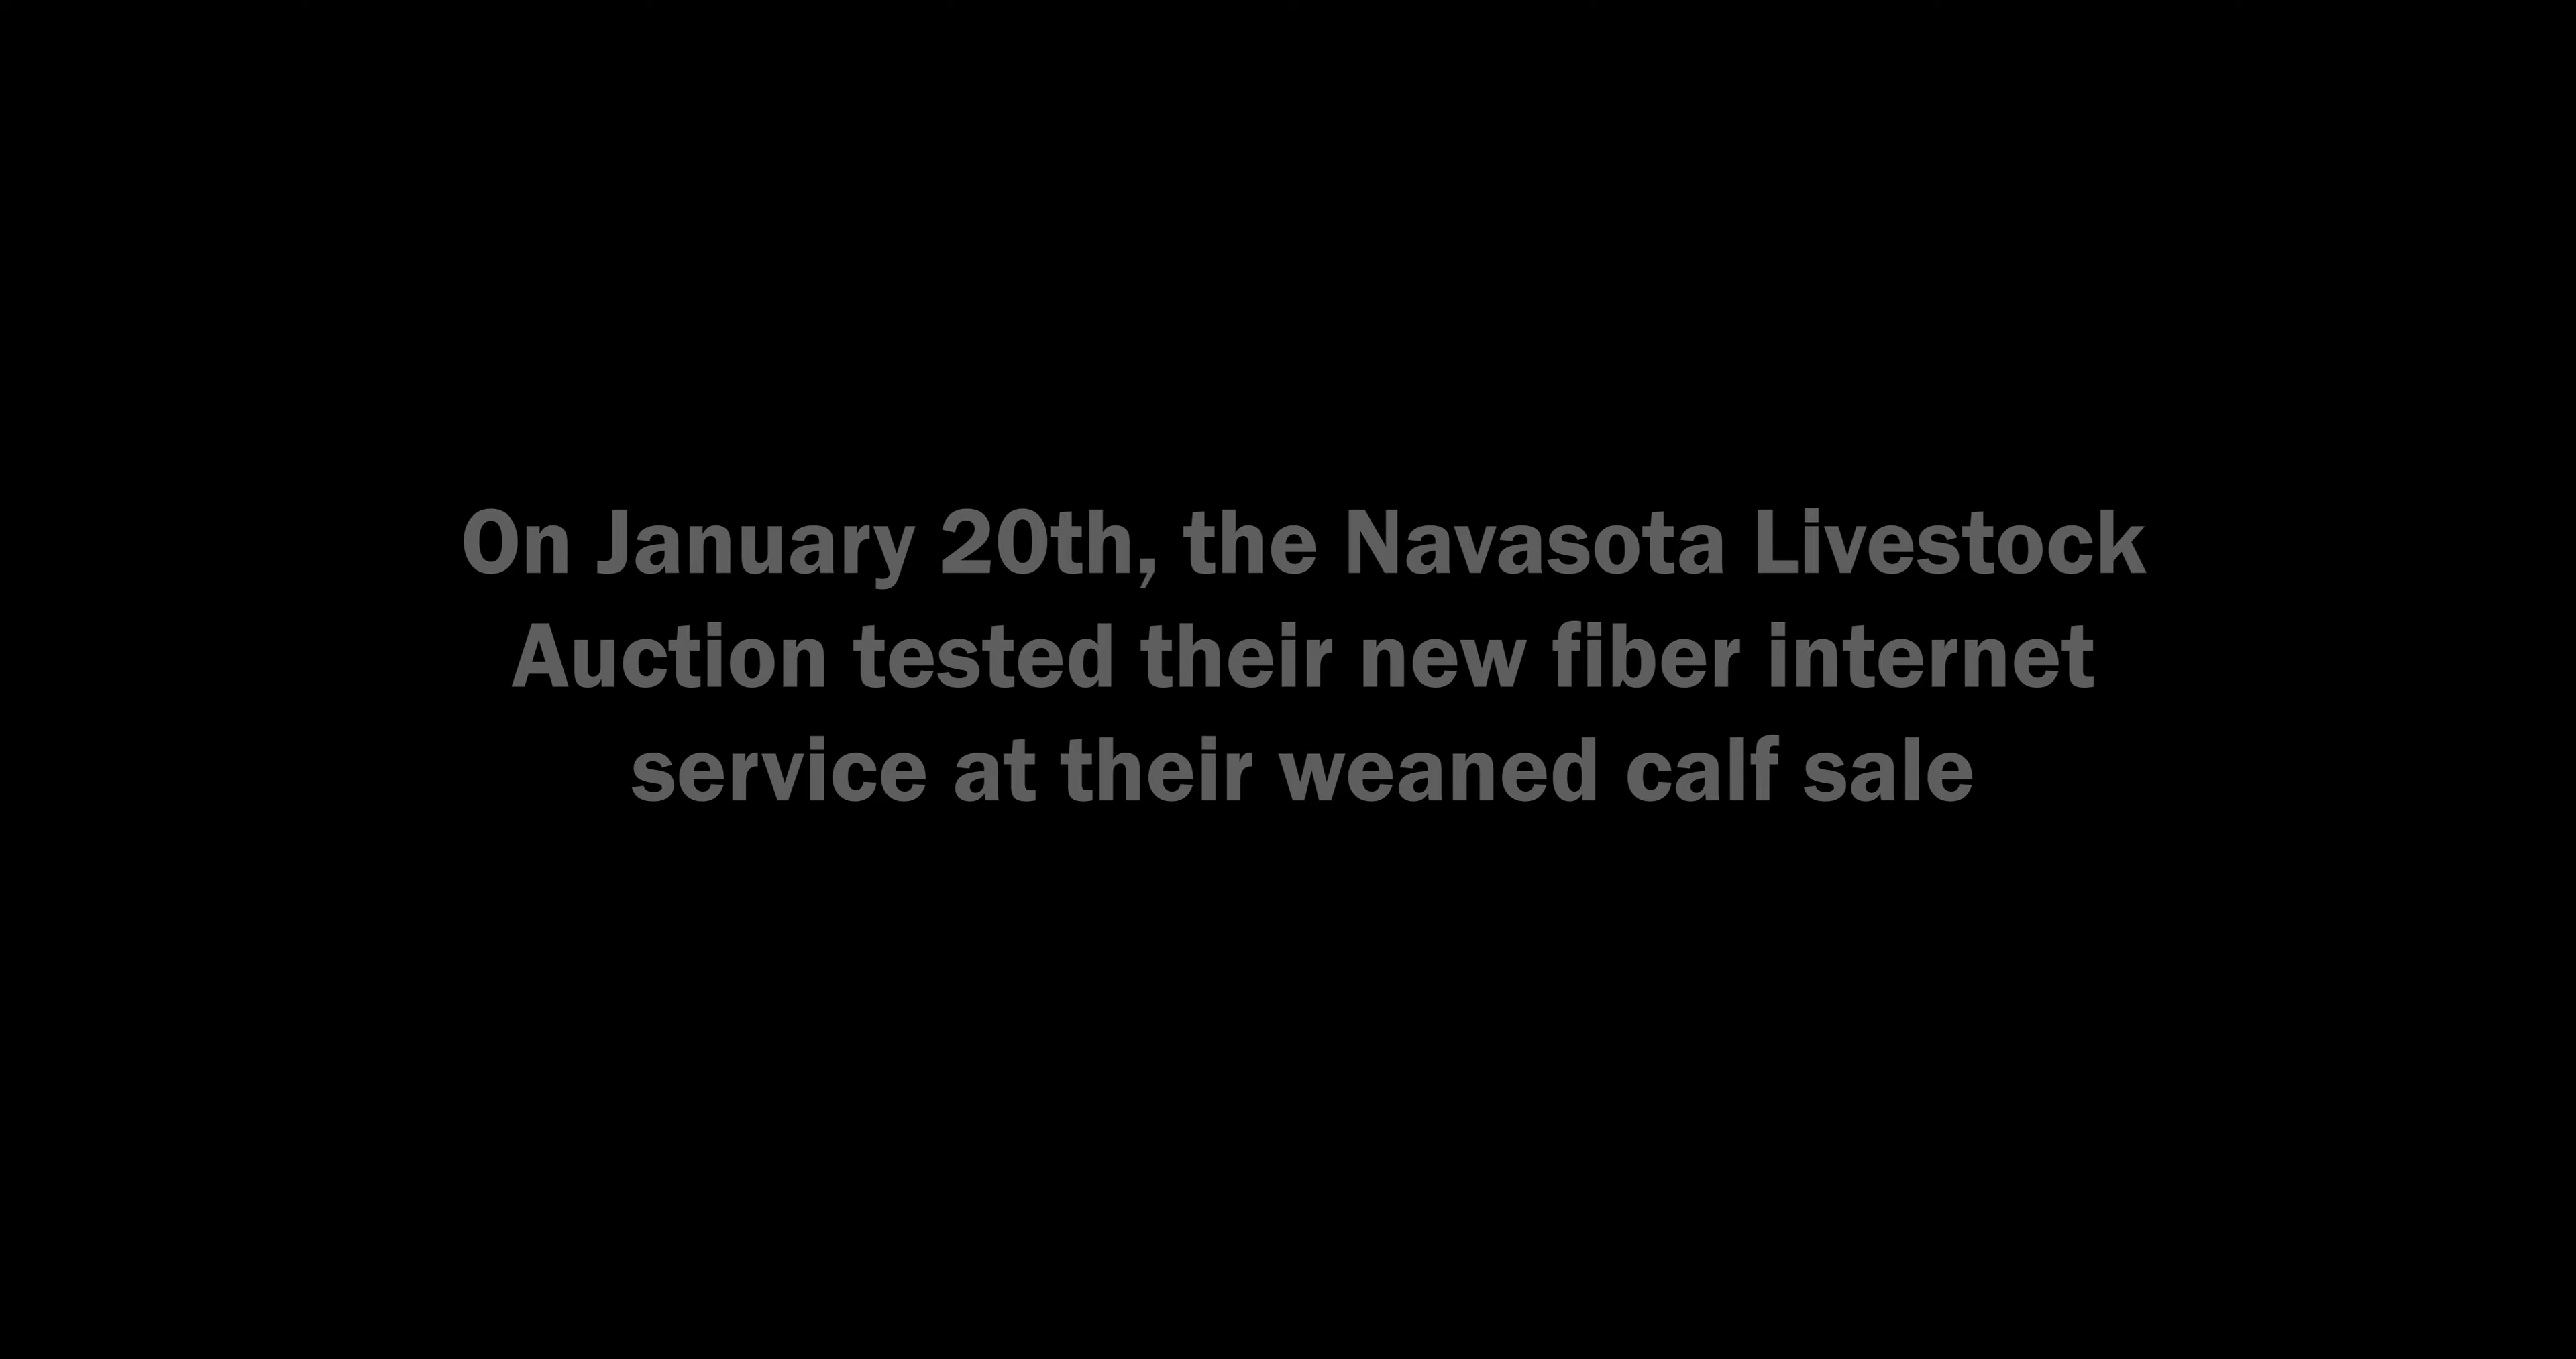 On January 20th, the Navasota Livestock
Auction tested their new fiber internet
service at their weaned calf sale